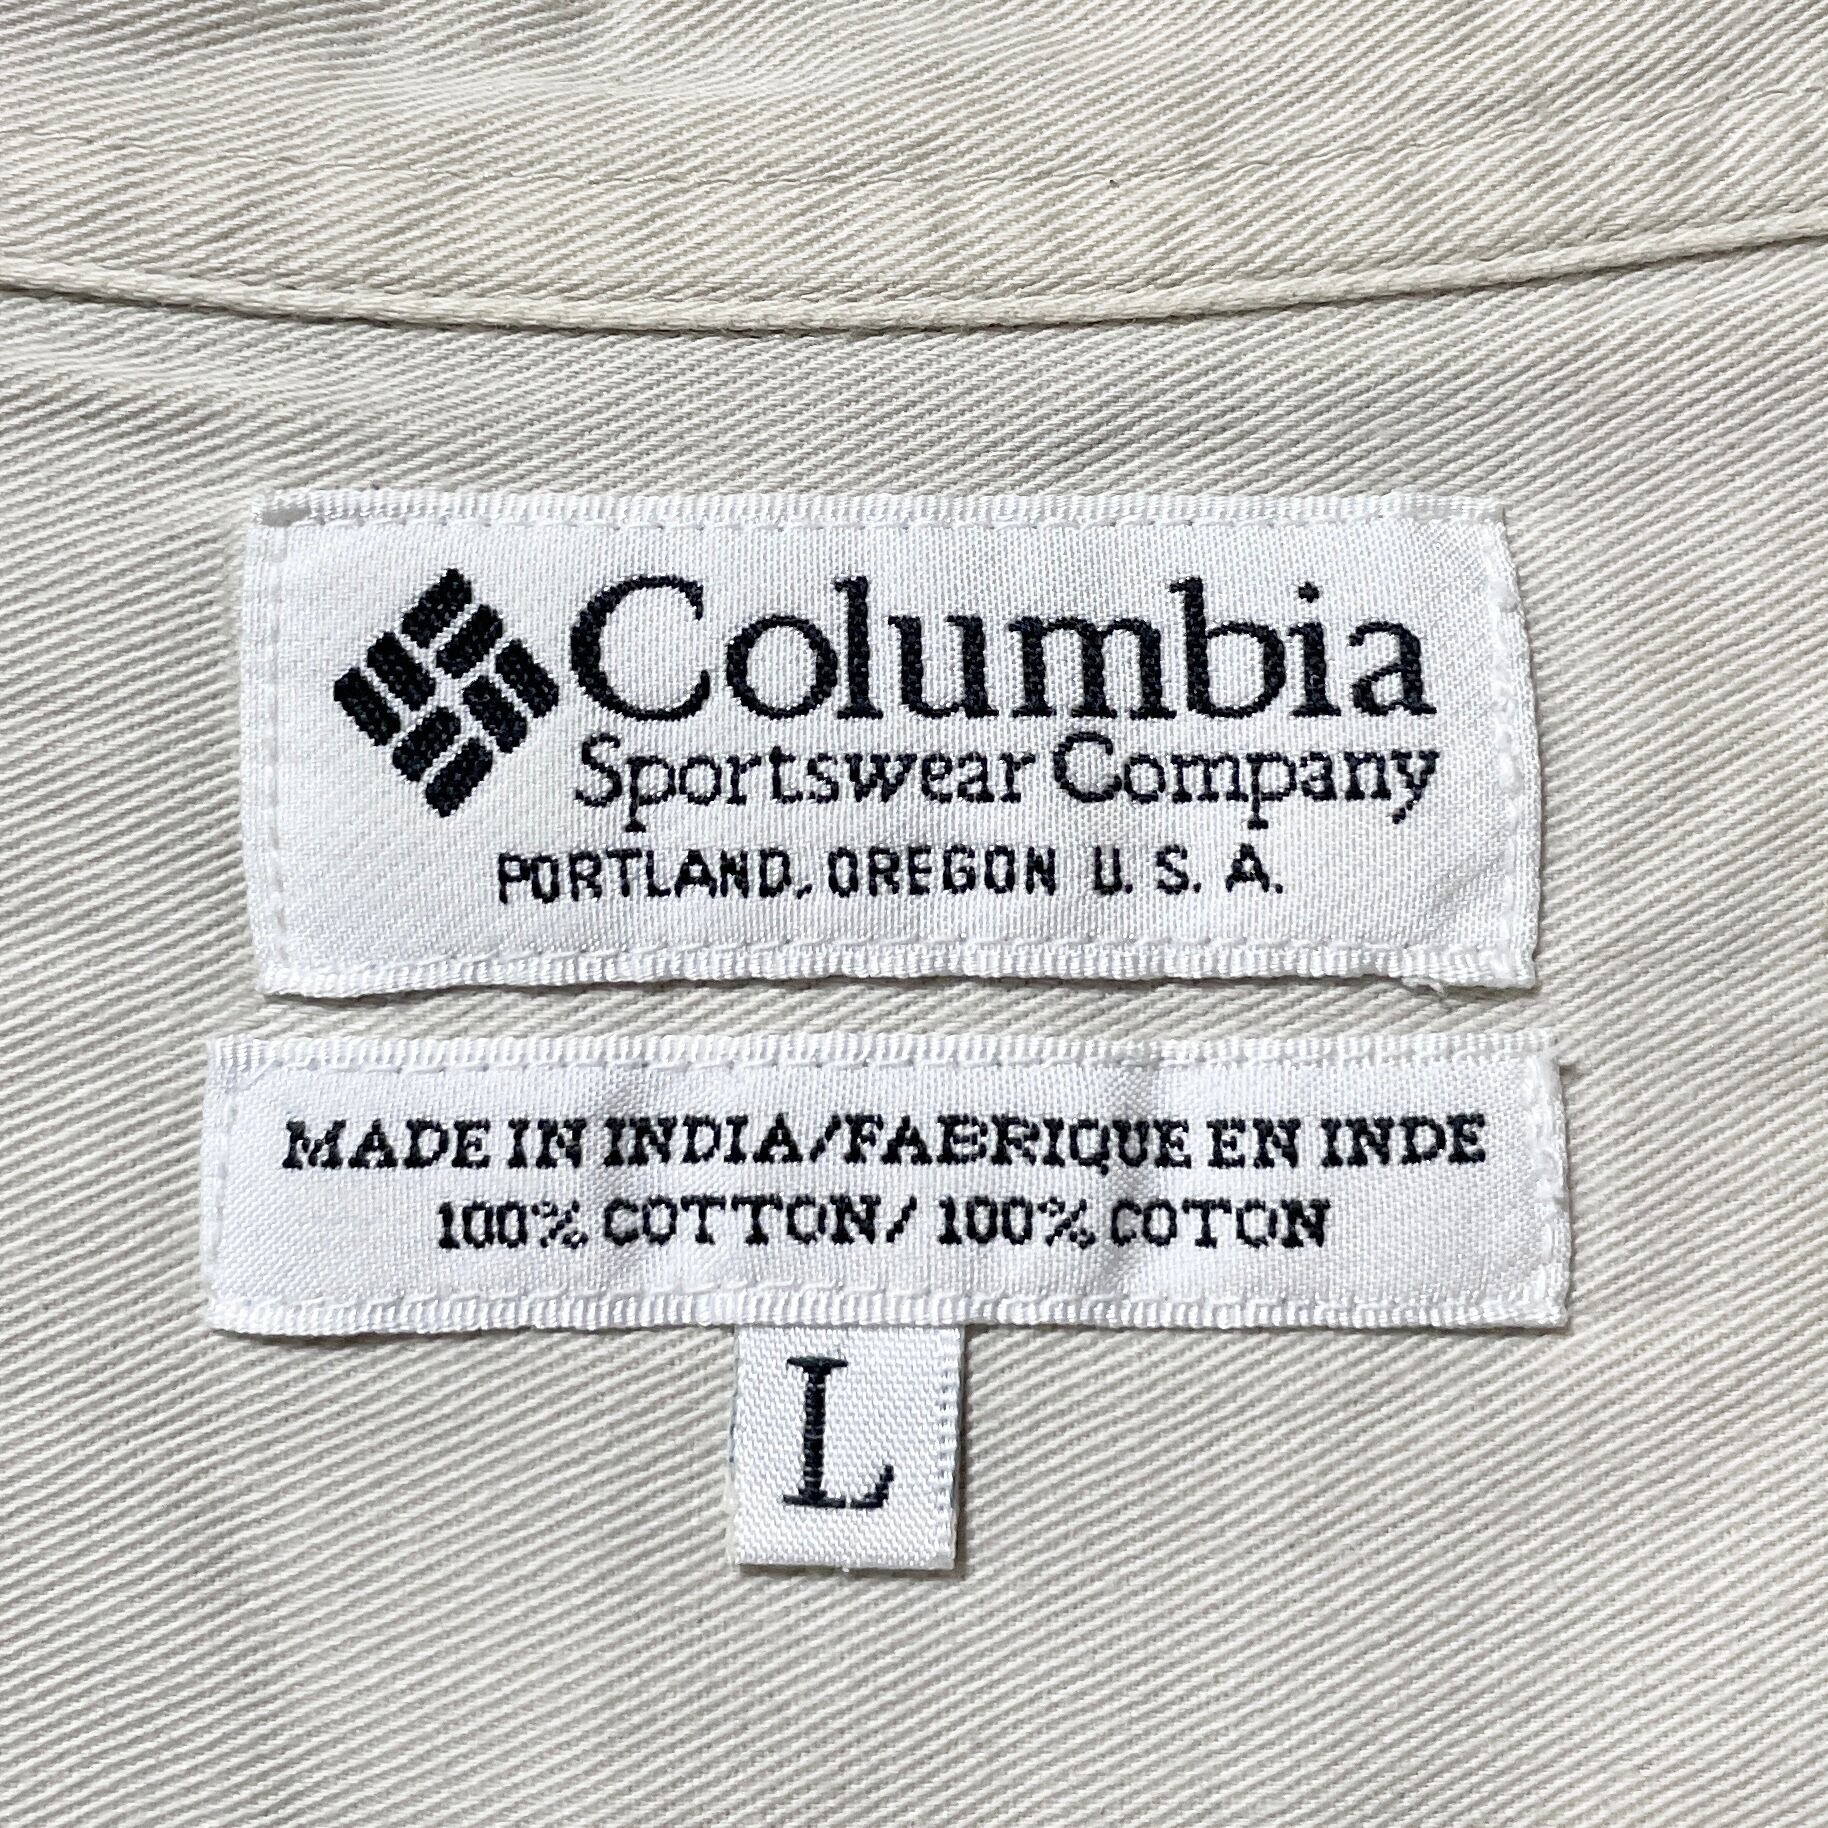 Columbia
Sportswear Company
PORTLAND, OREGON U. S. A.
MADE IN INDIA/FABRIQUE EN INDE
100% COTTON/ 100% COTON
L